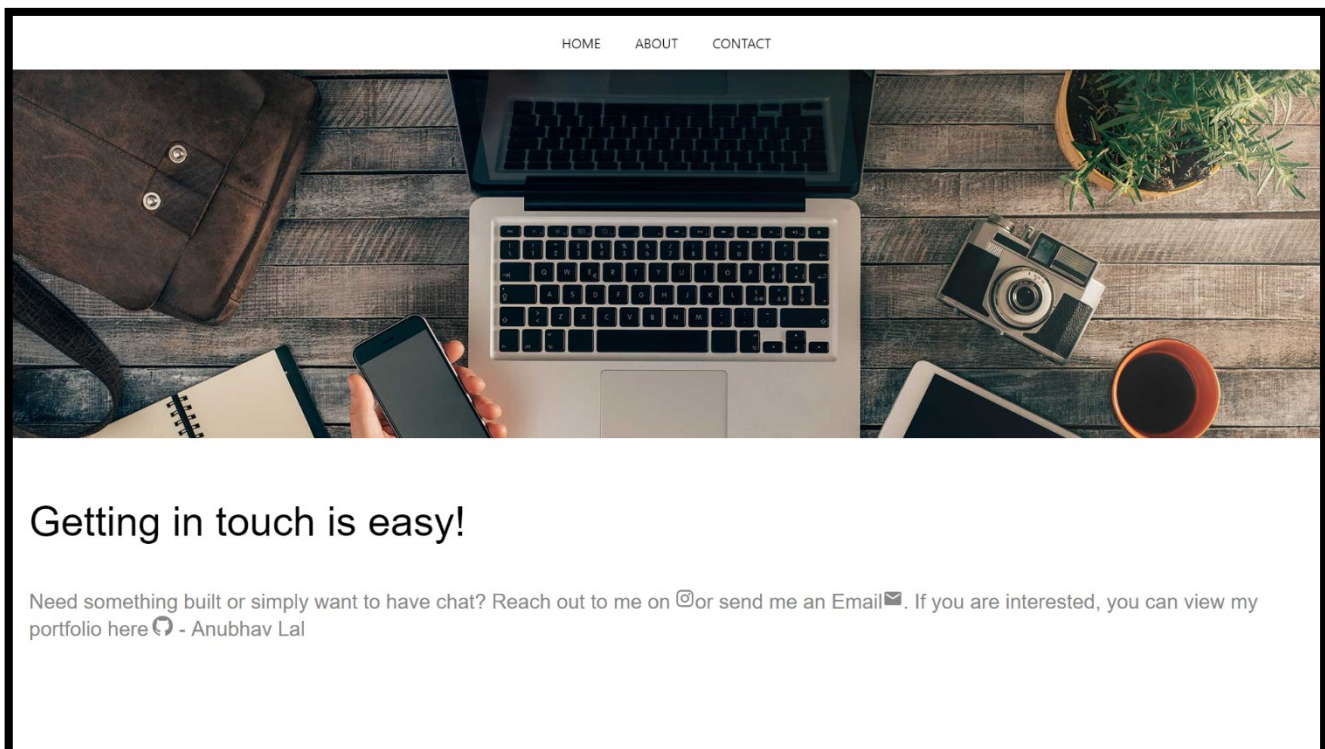 HOME ABOUT CONTACT
Getting in touch is easy!
Need something built or simply want to have chat? Reach out to me on or send me an Email. If you are interested, you can view my
portfolio here - Anubhav Lal